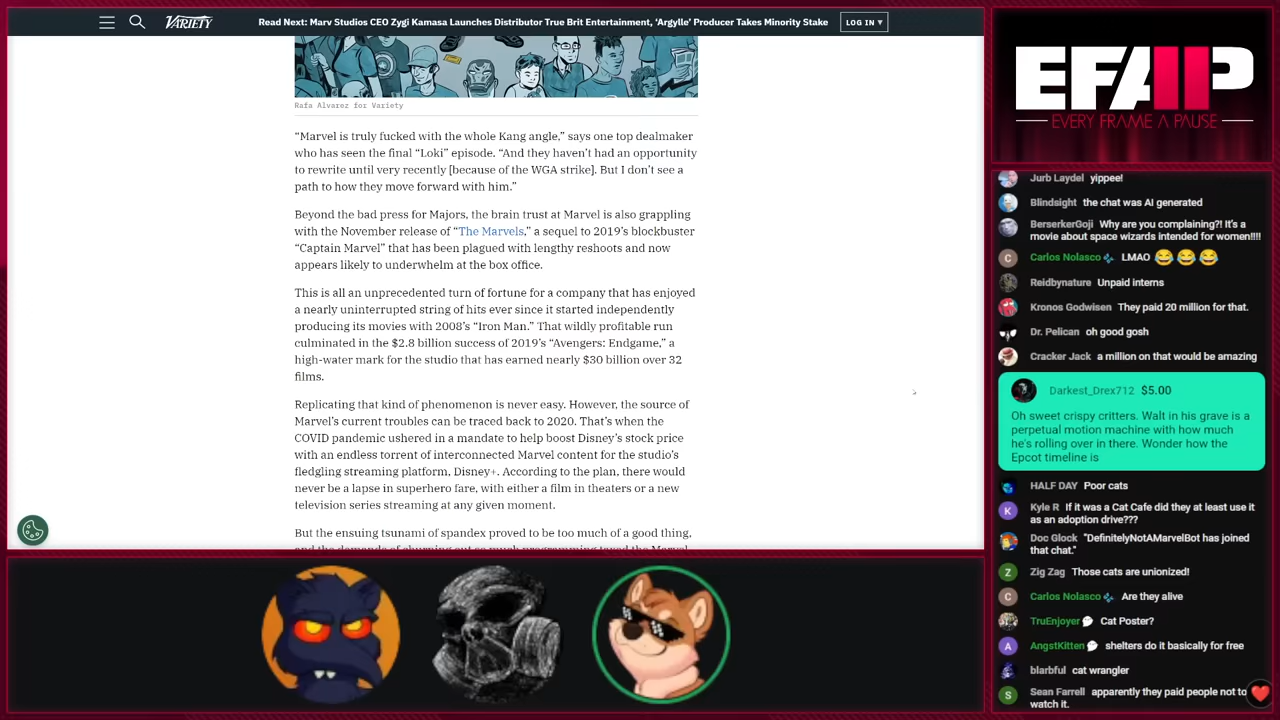 VARIETY
Read Next: Marv Studios CEO Zygi Kamasa Launches Distributor True Brit Entertainment, ‘Argylle’ Producer Takes Minority Stake
LOG IN ▾
Rafa Alvarez for Variety
“Marvel is truly fucked with the whole Kang angle,” says one top dealmaker
who has seen the final “Loki” episode. “And they haven’t had an opportunity
to rewrite until very recently [because of the WGA strike]. But I don’t see a
path to how they move forward with him.”
Beyond the bad press for Majors, the brain trust at Marvel is also grappling
with the November release of “The Marvels,” a sequel to 2019’s blockbuster
“Captain Marvel” that has been plagued with lengthy reshoots and now
appears likely to underwhelm at the box office.
This is all an unprecedented turn of fortune for a company that has enjoyed
a nearly uninterrupted string of hits ever since it started independently
producing its movies with 2008’s “Iron Man.” That wildly profitable run
culminated in the $2.8 billion success of 2019’s “Avengers: Endgame,” a
high-water mark for the studio that has earned nearly $30 billion over 32
films.
Replicating that kind of phenomenon is never easy. However, the source of
Marvel’s current troubles can be traced back to 2020. That’s when the
COVID pandemic ushered in a mandate to help boost Disney’s stock price
with an endless torrent of interconnected Marvel content for the studio’s
fledgling streaming platform, Disney+. According to the plan, there would
never be a lapse in superhero fare, with either a film in theaters or a new
television series streaming at any given moment.
But the ensuing tsunami of spandex proved to be too much of a good thing,
and the demands of churning out so much programming taxed the Marvel
EFAP
EVERY FRAME A PAUSE
Jurb Laydel yippee!
Blindsight the chat was AI generated
BerserkerGoji Why are you complaining?! It's a
movie about space wizards intended for women!!!!
C Carlos Nolasco LMAO 😂 😂 😂
Reidbynature Unpaid interns
Kronos Godwisen They paid 20 million for that.
Dr. Pelican oh good gosh
Cracker Jack a million on that would be amazing
Darkest_Drex712 $5.00
Oh sweet crispy critters. Walt in his grave is a
perpetual motion machine with how much
he's rolling over in there. Wonder how the
Epcot timeline is
HALF DAY Poor cats
K Kyle R If it was a Cat Cafe did they at least use it
as an adoption drive???
Doc Glock "DefinitelyNotAMarvelBot has joined
that chat."
Z Zig Zag Those cats are unionized!
C Carlos Nolasco Are they alive
TruEnjoyer Cat Poster?
A AngstKitten shelters do it basically for free
blarbful cat wrangler
S Sean Farrell apparently they paid people not to
watch it.